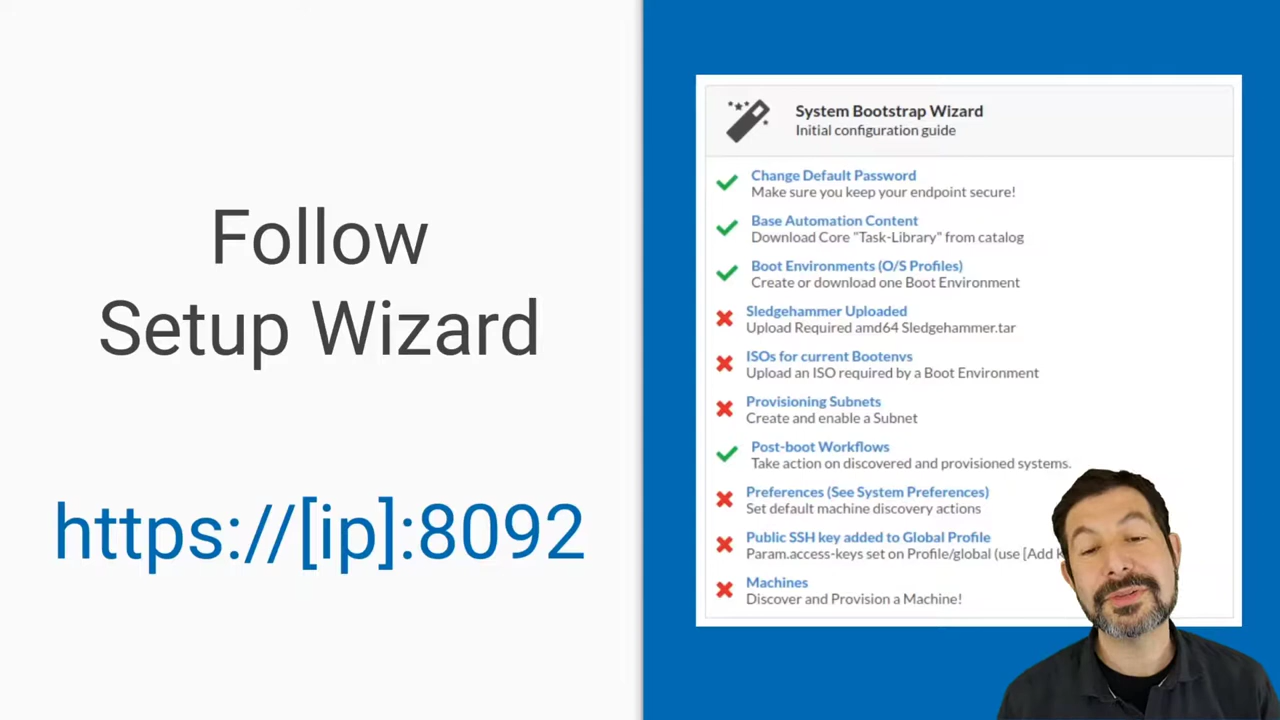 Follow
Setup Wizard
https://[ip]:8092
System Bootstrap Wizard
Initial configuration guide
Change Default Password
Make sure you keep your endpoint secure!
Base Automation Content
Download Core "Task-Library" from catalog
Boot Environments (O/S Profiles)
Create or download one Boot Environment
Sledgehammer Uploaded
Upload Required amd64 Sledgehammer.tar
ISOs for current Bootenvs
Upload an ISO required by a Boot Environment
Provisioning Subnets
Create and enable a Subnet
Post-boot Workflows
Take action on discovered and provisioned systems.
Preferences (See System Preferences)
Set default machine discovery actions
Public SSH key added to Global Profile
Param.access-keys set on Profile/global (use [Add
Machines
Discover and Provision a Machine!